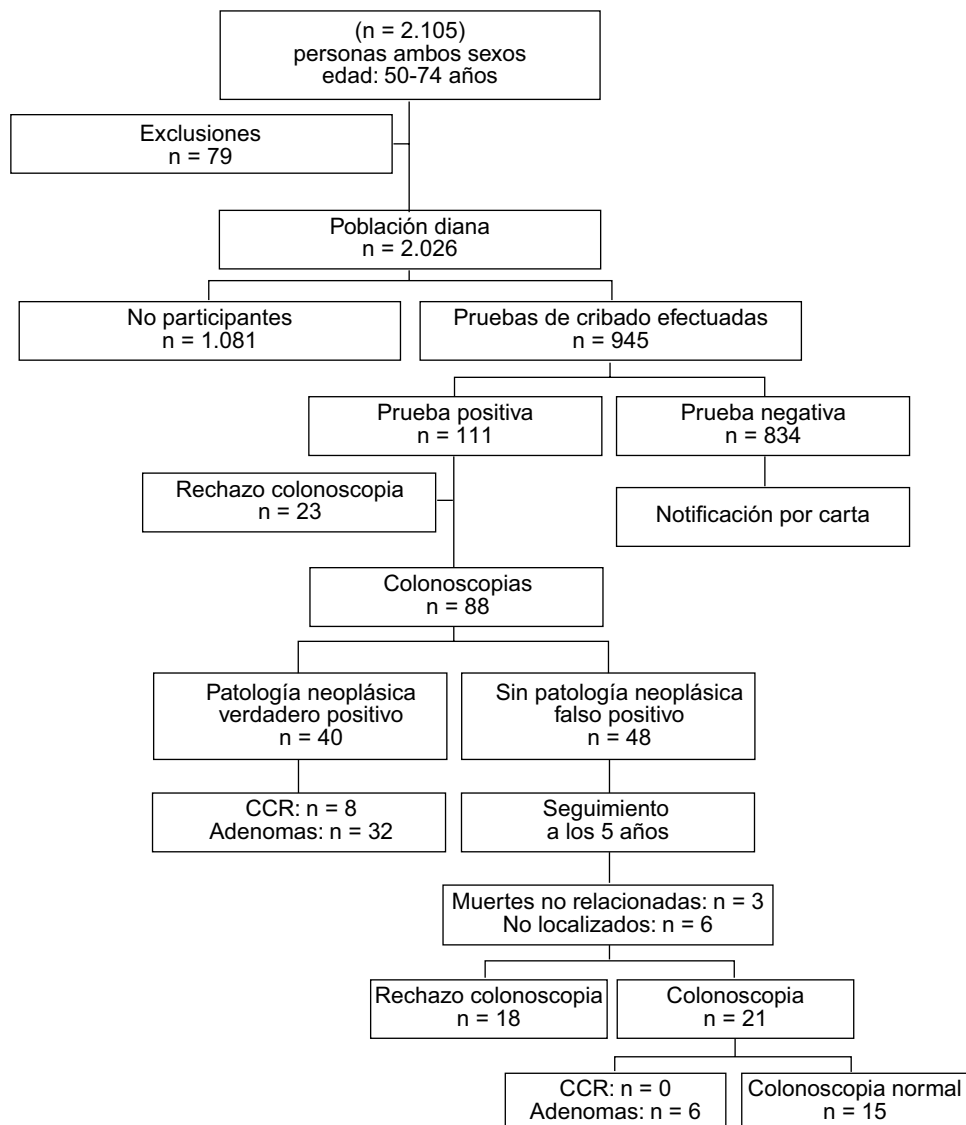 (n = 2.105)
personas ambos sexos
edad: 50-74 años
Exclusiones
n = 79
Población diana
n = 2.026
No participantes
n = 1.081
Pruebas de cribado efectuadas
n = 945
Prueba positiva
n = 111
Prueba negativa
n = 834
Rechazo colonoscopia
n = 23
Notificación por carta
Colonoscopias
n = 88
Patología neoplásica
verdadero positivo
n = 40
Sin patología neoplásica
falso positivo
n = 48
CCR: n = 8
Adenomas: n = 32
Seguimiento
a los 5 años
Muertes no relacionadas: n = 3
No localizados: n = 6
Rechazo colonoscopia
n = 18
Colonoscopia
n = 21
CCR: n = 0
Adenomas: n = 6
Colonoscopia normal
n = 15